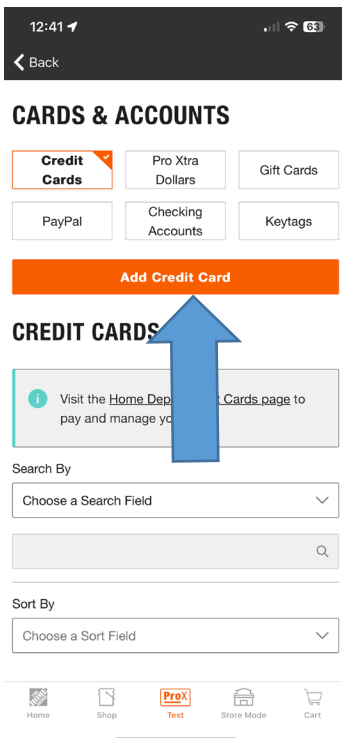 12:41
63
Back
CARDS & ACCOUNTS
Credit
Cards
Pro Xtra
Dollars
Gift Cards
PayPal
Checking
Accounts
Keytags
Add Credit Card
CREDIT CARDS
Visit the Home Dep t Cards page to
pay and manage yo
Search By
Choose a Search Field
Sort By
Choose a Sort Field
ProX
Home
Shop
Test
Store Mode
Cart